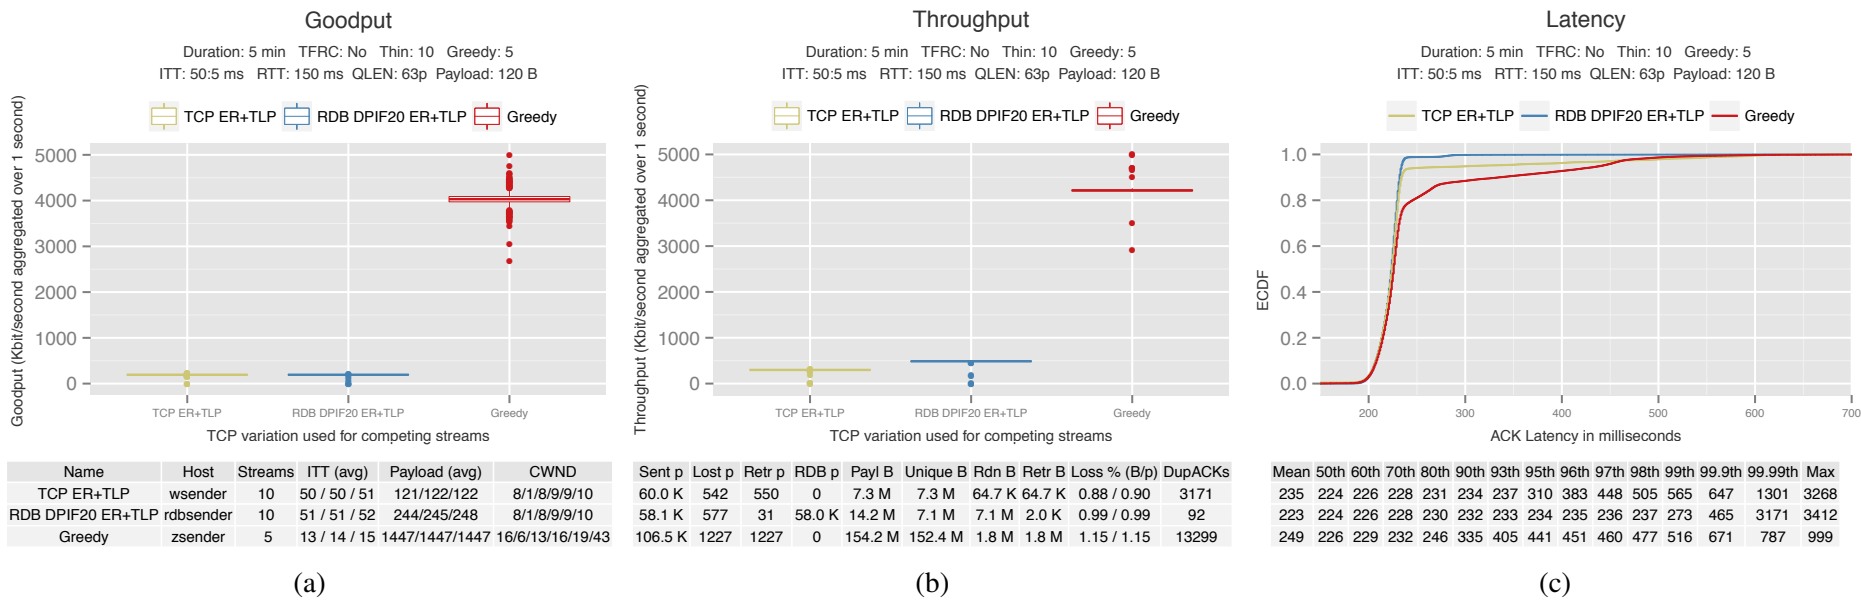 Goodput
Duration: 5 min TFRC: No Thin: 10 Greedy: 5
ITT: 50:5 ms RTT: 150 ms QLEN: 63p Payload: 120 B
TCP ER+TLP RDB DPIF20 ER+TLP Greedy
Goodput (Kbit/second aggregated over 1 second)
5000
4000
3000
2000
1000
0
TCP ER+TLP RDB DPIF20 ER+TLP Greedy
TCP variation used for competing streams
Name Host Streams ITT (avg) Payload (avg) CWND
TCP ER+TLP wsender 10 50 / 50 / 51 121/122/122 8/1/8/9/9/10
RDB DPIF20 ER+TLP rdbsender 10 51 / 51 / 52 244/245/248 8/1/8/9/9/10
Greedy zsender 5 13 / 14 / 15 1447/1447/1447 16/6/13/16/19/43
(a)
Throughput
Duration: 5 min TFRC: No Thin: 10 Greedy: 5
ITT: 50:5 ms RTT: 150 ms QLEN: 63p Payload: 120 B
TCP ER+TLP RDB DPIF20 ER+TLP Greedy
Throughput (Kbit/second aggregated over 1 second)
5000
4000
3000
2000
1000
0
TCP ER+TLP RDB DPIF20 ER+TLP Greedy
TCP variation used for competing streams
Sent p Lost p Retr p RDB p Payl B Unique B Rdn B Retr B Loss % (B/p) DupACKs
60.0 K 542 550 0 7.3 M 7.3 M 64.7 K 64.7 K 0.88 / 0.90 3171
58.1 K 577 31 58.0 K 14.2 M 7.1 M 7.1 M 2.0 K 0.99 / 0.99 92
106.5 K 1227 1227 0 154.2 M 152.4 M 1.8 M 1.8 M 1.15 / 1.15 13299
(b)
Latency
Duration: 5 min TFRC: No Thin: 10 Greedy: 5
ITT: 50:5 ms RTT: 150 ms QLEN: 63p Payload: 120 B
TCP ER+TLP RDB DPIF20 ER+TLP Greedy
ECDF
1.0
0.8
0.6
0.4
0.2
0.0
200 300 400 500 600 700
ACK Latency in milliseconds
Mean 50th 60th 70th 80th 90th 93th 95th 96th 97th 98th 99th 99.9th 99.99th Max
235 224 226 228 231 234 237 310 383 448 505 565 647 1301 3268
223 224 226 228 230 232 233 234 235 236 237 273 465 3171 3412
249 226 229 232 246 335 405 441 451 460 477 516 671 787 999
(c)